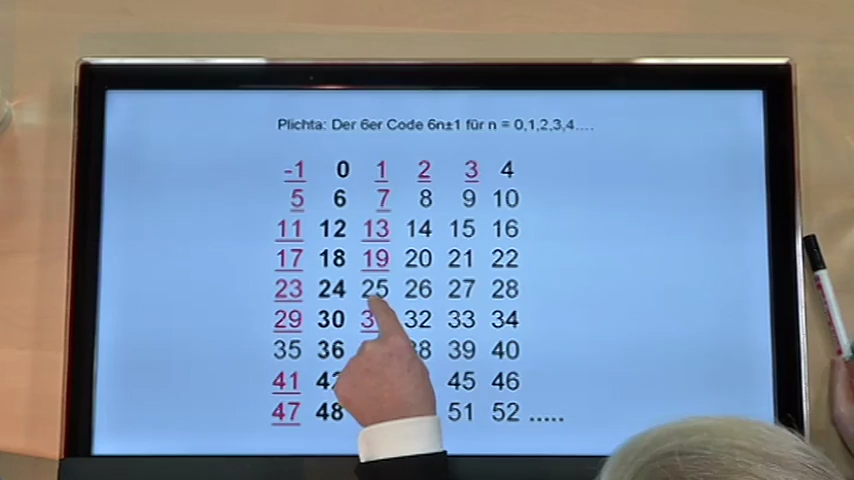 Plichta: Der 6er Code 6n±1 für n = 0,1,2,3,4....
-1 0 1 2 3 4
5 6 7 8 9 10
11 12 13 14 15 16
17 18 19 20 21 22
23 24 25 26 27 28
29 30 32 33 34
35 36 39 40
41 45 46
47 48 51 52 .....